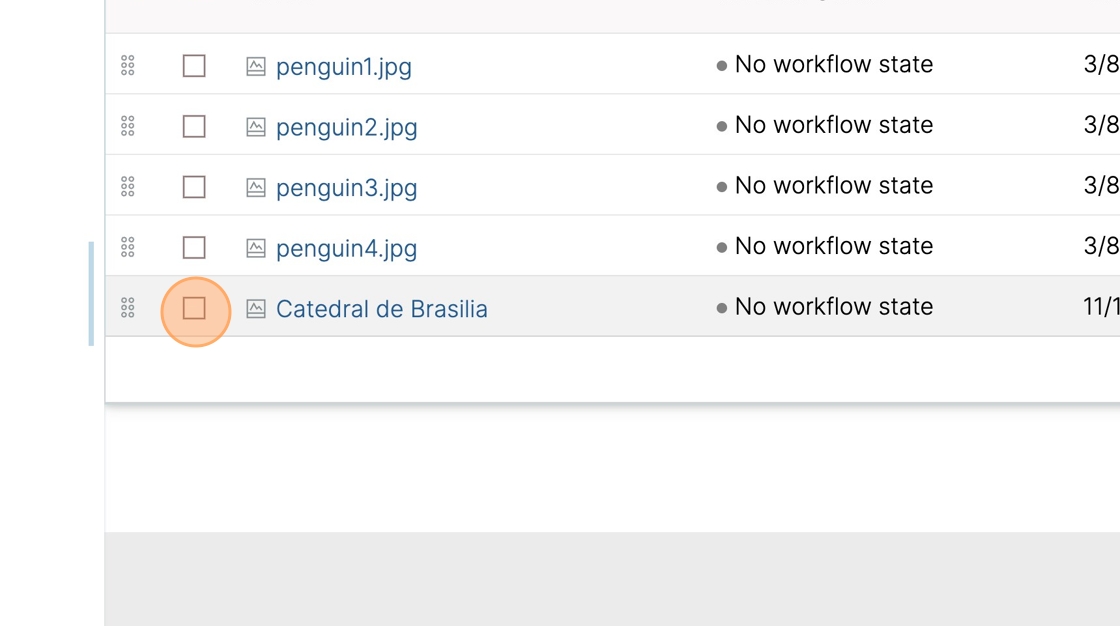 penguin1.jpg No workflow state 3/8
penguin2.jpg No workflow state 3/8
penguin3.jpg No workflow state 3/8
penguin4.jpg No workflow state 3/8
Catedral de Brasilia No workflow state 11/1